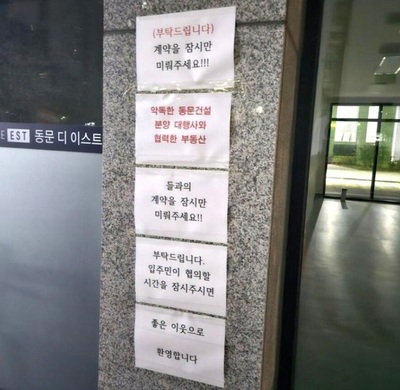 (부탁드립니다)
계약을 잠시만
미뤄주세요!!!
악독한 동문건설
분양 대행사와
협력한 부동산
들과의
계약을 잠시만
미뤄주세요!!
부탁드립니다.
입주민이 협의할
시간을 잠시주시면
좋은 이웃으로
환영합니다
EST 동문 디 이스트